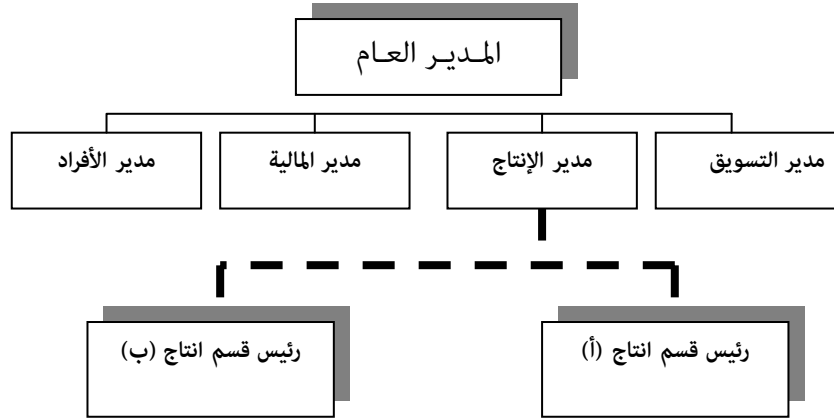 المدير العام
مدير التسويق
مدير الإنتاج
مدير المالية
مدير الأفراد
رئيس قسم انتاج (أ)
رئيس قسم انتاج (ب)